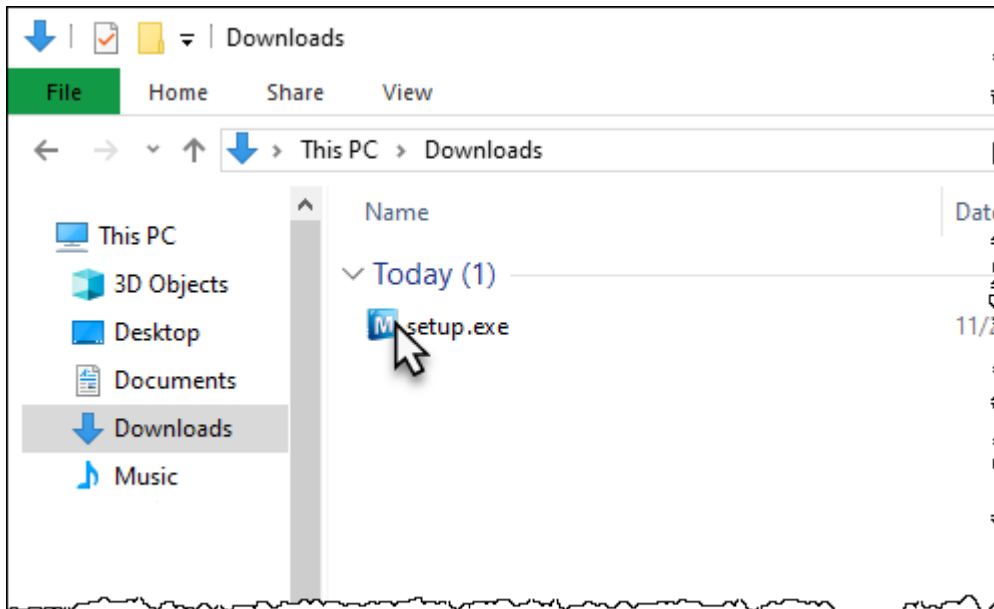 Downloads
File Home Share View
This PC > Downloads
Name
This PC
3D Objects
Today (1)
Desktop
M setup.exe 11/
Documents
Downloads
Music